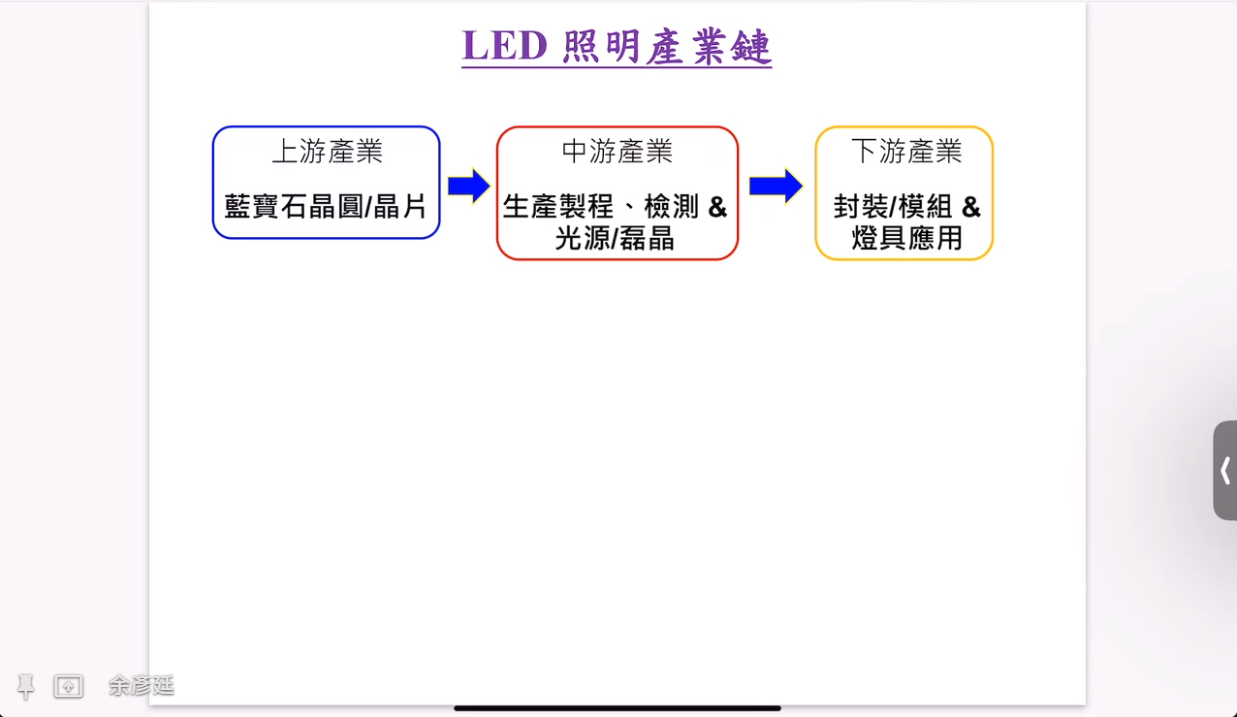 LED 照明產業鏈
上游產業
藍寶石晶圓/晶片
中游產業
生產製程、檢測 &
光源/磊晶
下游產業
封裝/模組 &
燈具應用
余彥廷